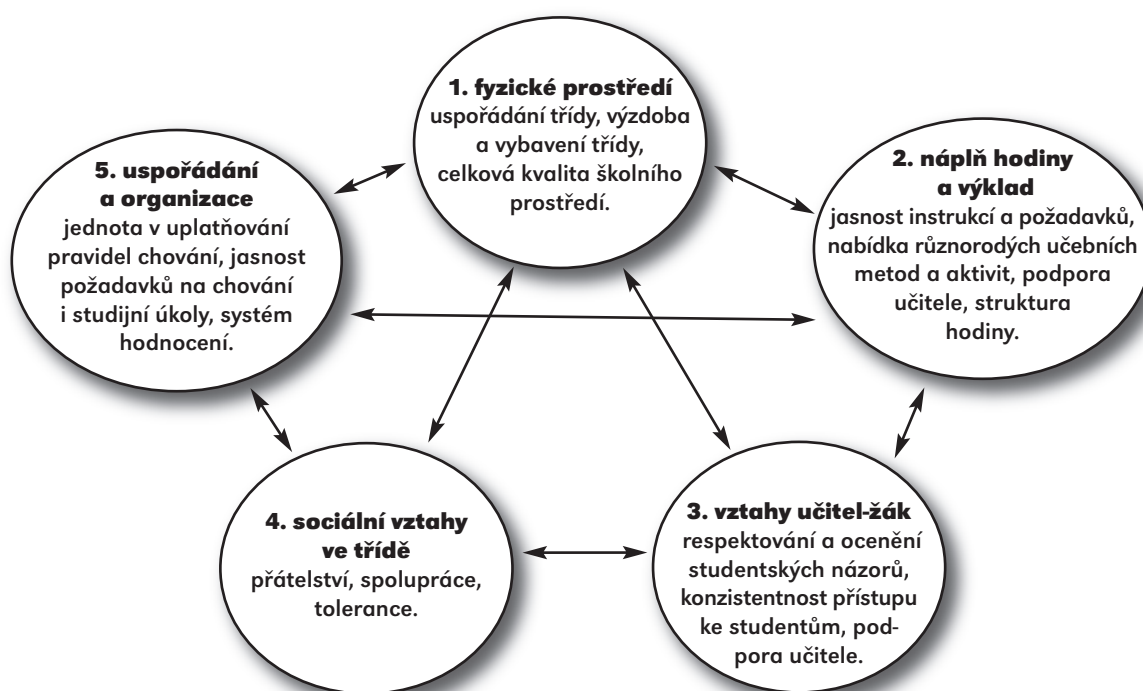 1. fyzické prostředí
uspořádání třídy, výzdoba
a vybavení třídy,
celková kvalita školního
prostředí.
2. náplň hodiny
a výklad
jasnost instrukcí a požadavků,
nabídka různorodých učebních
metod a aktivit, podpora
učitele, struktura
hodiny.
3. vztahy učitel-žák
respektování a ocenění
studentských názorů,
konzistentnost přístupu
ke studentům, pod-
pora učitele.
4. sociální vztahy
ve třídě
přátelství, spolupráce,
tolerance.
5. uspořádání
a organizace
jednota v uplatňování
pravidel chování, jasnost
požadavků na chování
i studijní úkoly, systém
hodnocení.